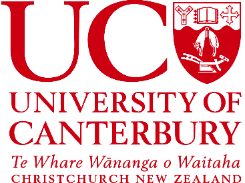 UC
UNIVERSITY OF
CANTERBURY
Te Whare Wānanga o Waitaha
CHRISTCHURCH NEW ZEALAND